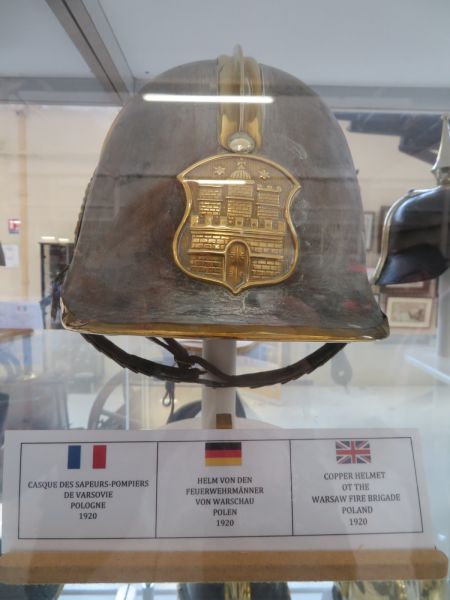 CASQUE DES SAPEURS-POMPIERS
DE VARSOVIE
POLOGNE
1920
HELM VON DEN
FEUERWEHRMÄNNER
VON WARSCHAU
POLEN
1920
COPPER HELMET
OT THE
WARSAW FIRE BRIGADE
POLAND
1920